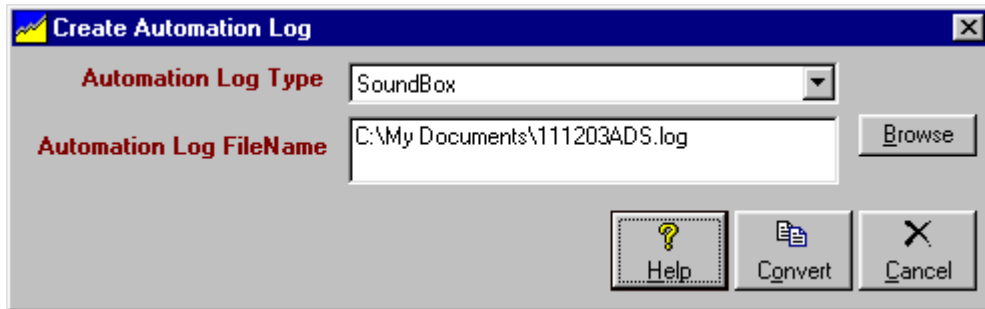 Create Automation Log
Automation Log Type
SoundBox
Automation Log FileName
C:\My Documents\111203ADS.log
Browse
Help
Convert
Cancel